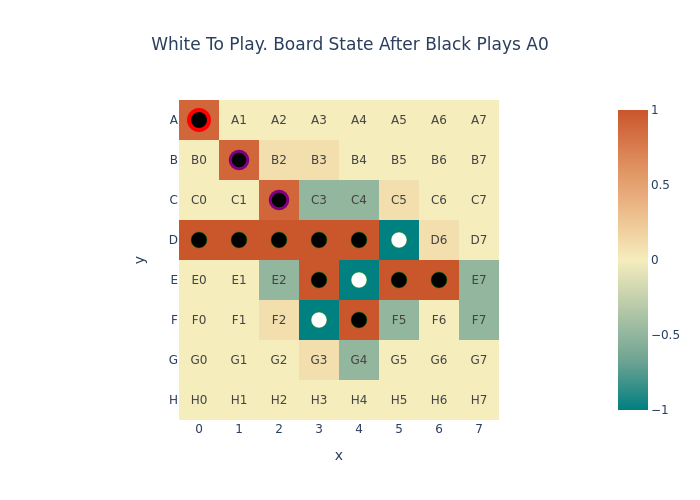 White To Play. Board State After Black Plays A0
A A1 A2 A3 A4 A5 A6 A7
B B0 B2 B3 B4 B5 B6 B7
C C0 C1 C3 C4 C5 C6 C7
D D6 D7
E E0 E1 E2 E7
F F0 F1 F2 F5 F6 F7
G G0 G1 G2 G3 G4 G5 G6 G7
H H0 H1 H2 H3 H4 H5 H6 H7
0 1 2 3 4 5 6 7
x
y
1
0.5
0
−0.5
−1